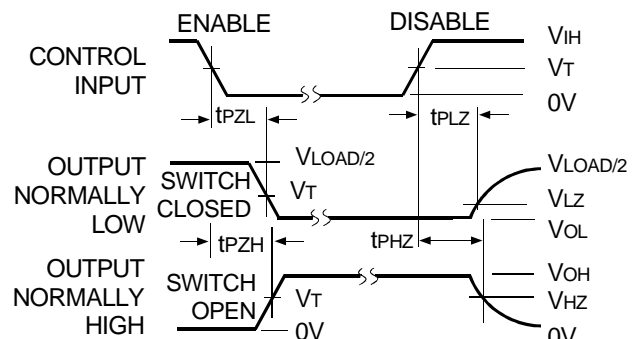 ENABLE DISABLE
CONTROL INPUT
tPZL
tPLZ
VIH
VT
0V
OUTPUT NORMALLY LOW
SWITCH CLOSED
VLOAD/2
VT
tPZH
tPHZ
VLOAD/2
VLZ
VOL
OUTPUT NORMALLY HIGH
SWITCH OPEN
VT
0V
VOH
VHZ
0V